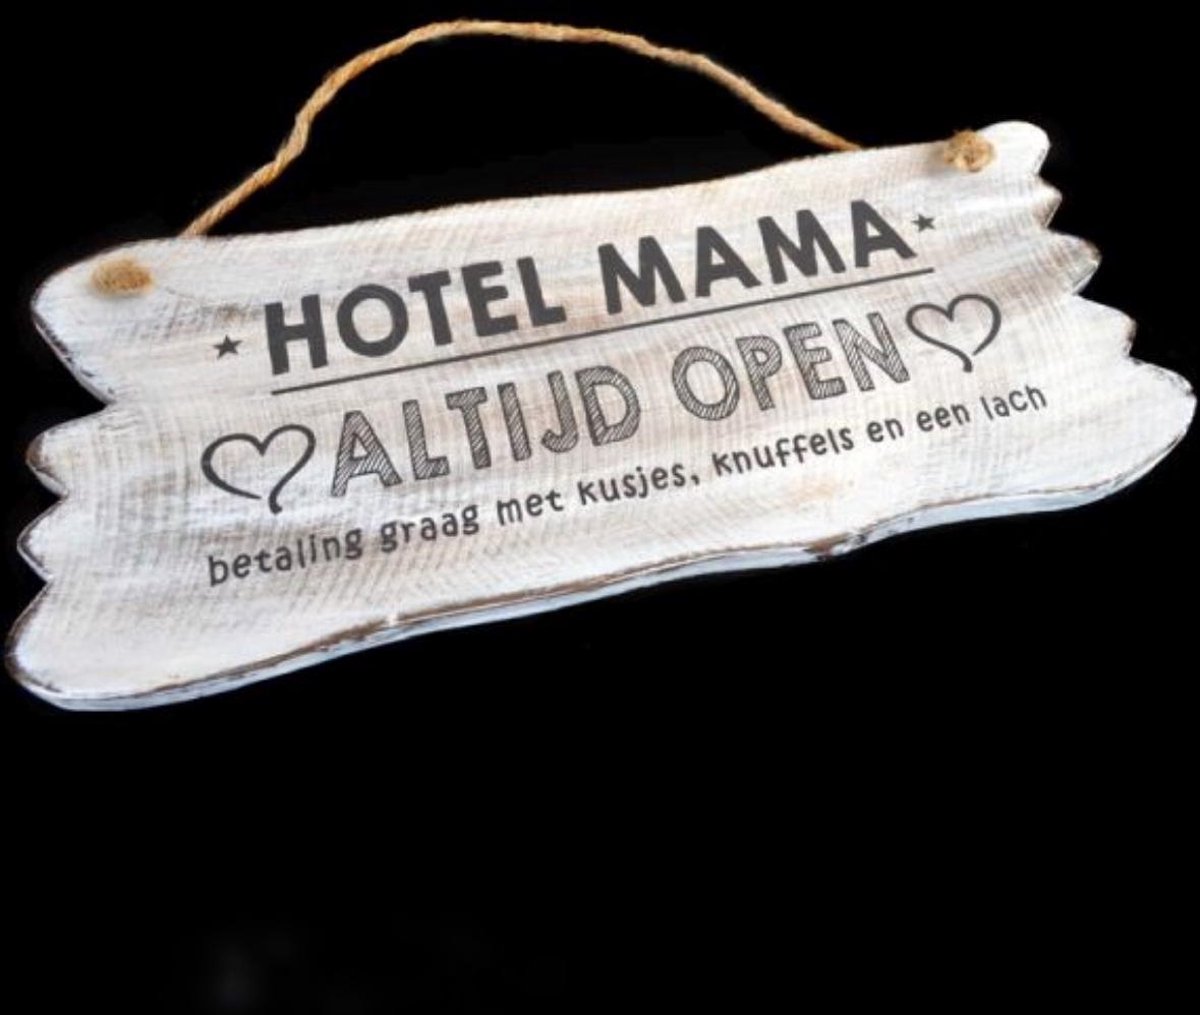 HOTEL MAMA
ALTIJD OPEN
betaling graag met kusjes, knuffels en een lach